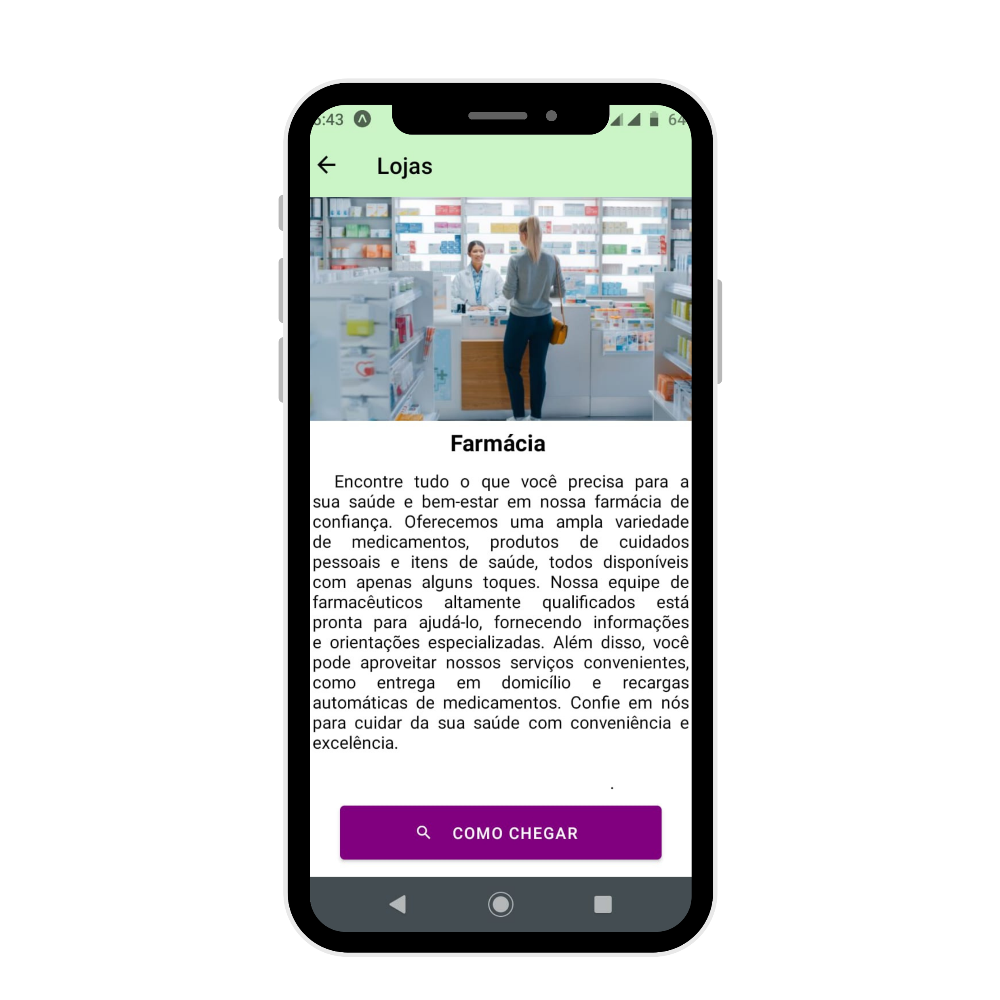 :43
64
Lojas
Farmácia
Encontre tudo o que você precisa para a
sua saúde e bem-estar em nossa farmácia de
confiança. Oferecemos uma ampla variedade
de medicamentos, produtos de cuidados
pessoais e itens de saúde, todos disponíveis
com apenas alguns toques. Nossa equipe de
farmacêuticos altamente qualificados está
pronta para ajudá-lo, fornecendo informações
e orientações especializadas. Além disso, você
pode aproveitar nossos serviços convenientes,
como entrega em domicílio e recargas
automáticas de medicamentos. Confie em nós
para cuidar da sua saúde com conveniência e
excelência.
.
COMO CHEGAR